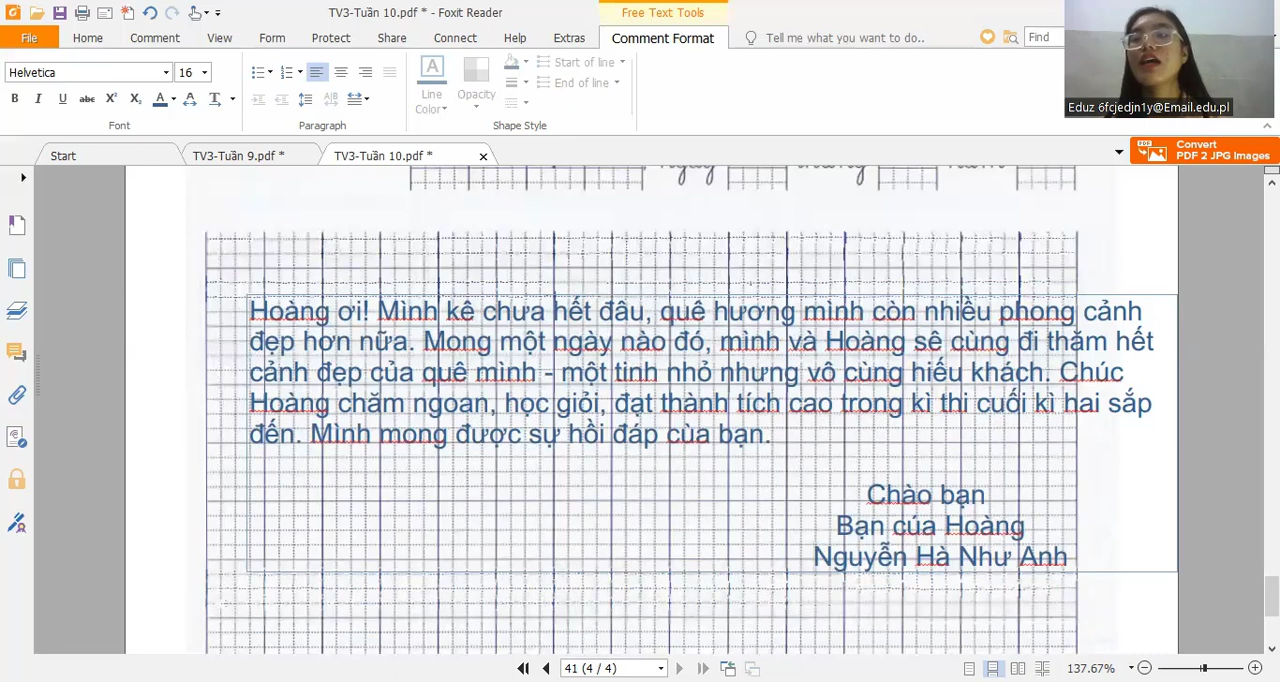 TV3-Tuần 10.pdf * - Foxit Reader
Free Text Tools
File
Home
Comment
View
Form
Protect
Share
Connect
Help
Extras
Comment Format
Tell me what you want to do..
Find
Helvetica
16
Line Color
Opacity
Start of line
End of line
Font
Paragraph
Shape Style
Eduz 6fcjedjn1y@Email.edu.pl
Start
TV3-Tuần 9.pdf *
TV3-Tuần 10.pdf *
Convert
PDF 2 JPG Images
Hoàng ơi! Mình kê chưa hết đâu, quê hương mình còn nhiều phong cảnh
đẹp hơn nữa. Mong một ngày nào đó, mình và Hoàng sê cùng đi thăm hết
cảnh đẹp của quê mình - một tinh nhỏ nhưng vô cùng hiếu khách. Chúc
Hoàng chăm ngoan, học giỏi, đạt thành tích cao trong kì thi cuối kì hai sắp
đến. Mình mong được sự hồi đáp cùa bạn.
Chào bạn
Bạn cúa Hoàng
Nguyễn Hà Như Anh
41 (4 / 4)
137.67%